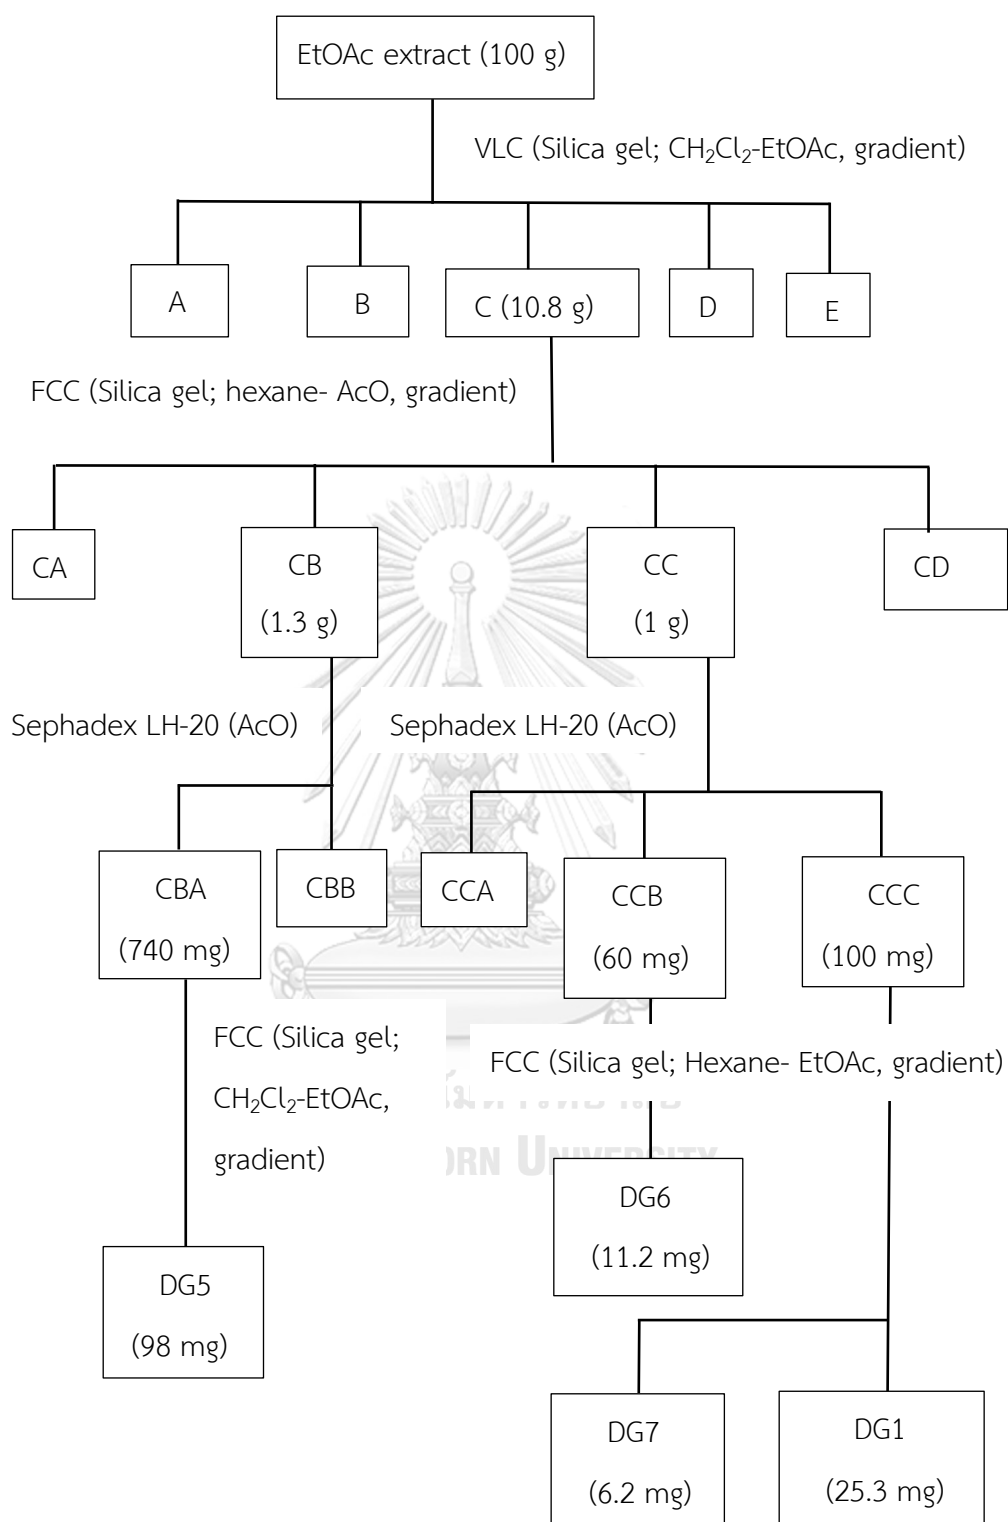 EtOAc extract (100 g)
VLC (Silica gel; CH₂Cl₂-EtOAc, gradient)
A
B
C (10.8 g)
D
E
FCC (Silica gel; hexane- AcO, gradient)
CA
CB
(1.3 g)
CC
(1 g)
CD
Sephadex LH-20 (AcO)
Sephadex LH-20 (AcO)
CBA
(740 mg)
CBB
CCA
CCB
(60 mg)
CCC
(100 mg)
FCC (Silica gel;
CH₂Cl₂-EtOAc,
gradient)
FCC (Silica gel; Hexane- EtOAc, gradient)
UNIVERSITY
DG6
(11.2 mg)
DG5
(98 mg)
DG7
(6.2 mg)
DG1
(25.3 mg)